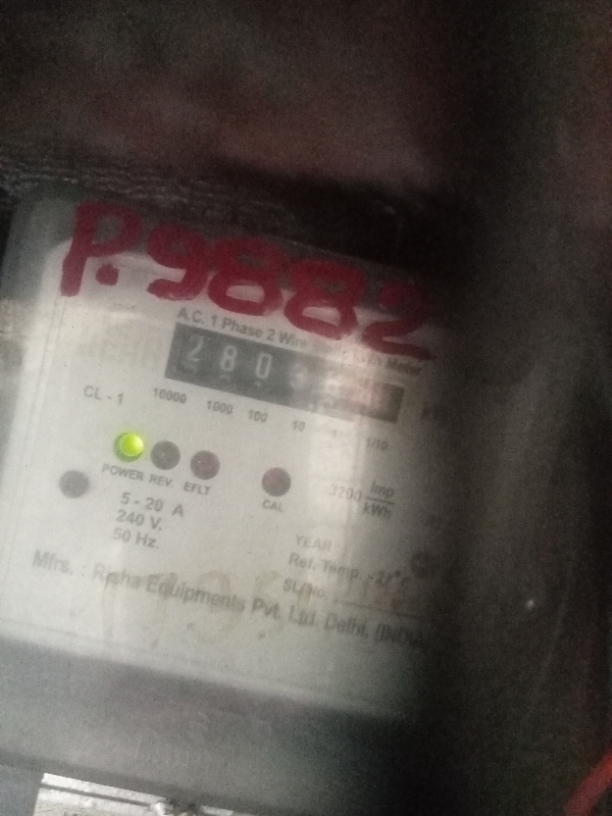 P.9882
A.C. 1 Phase 2 Wire Meter
280
CL - 1
10000 1000 100 10 1/10
POWER REV. EFLT CAL
3200 Imp/kWh
5 - 20 A
240 V.
50 Hz.
YEAR
Ref. Temp. - 27°C
SL/No.
Mfrs. : Risha Equipments Pvt. Ltd. Delhi, (INDIA)